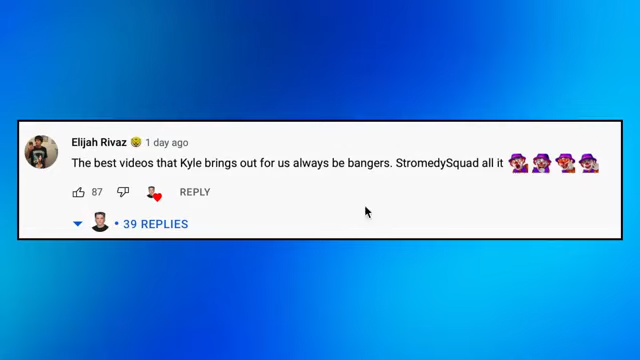 Elijah Rivaz 1 day ago
The best videos that Kyle brings out for us always be bangers. StromedySquad all it
87 REPLY
• 39 REPLIES